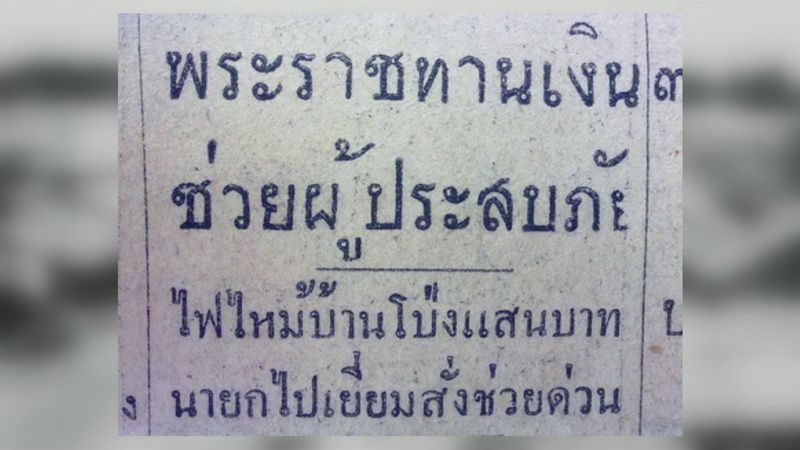 พระราชทานเงิน ๓
ช่วยผู้ประสบภัย
ไฟไหม้บ้านโป่งแสนบาท
นายกไปเยี่ยมสั่งช่วยด่วน